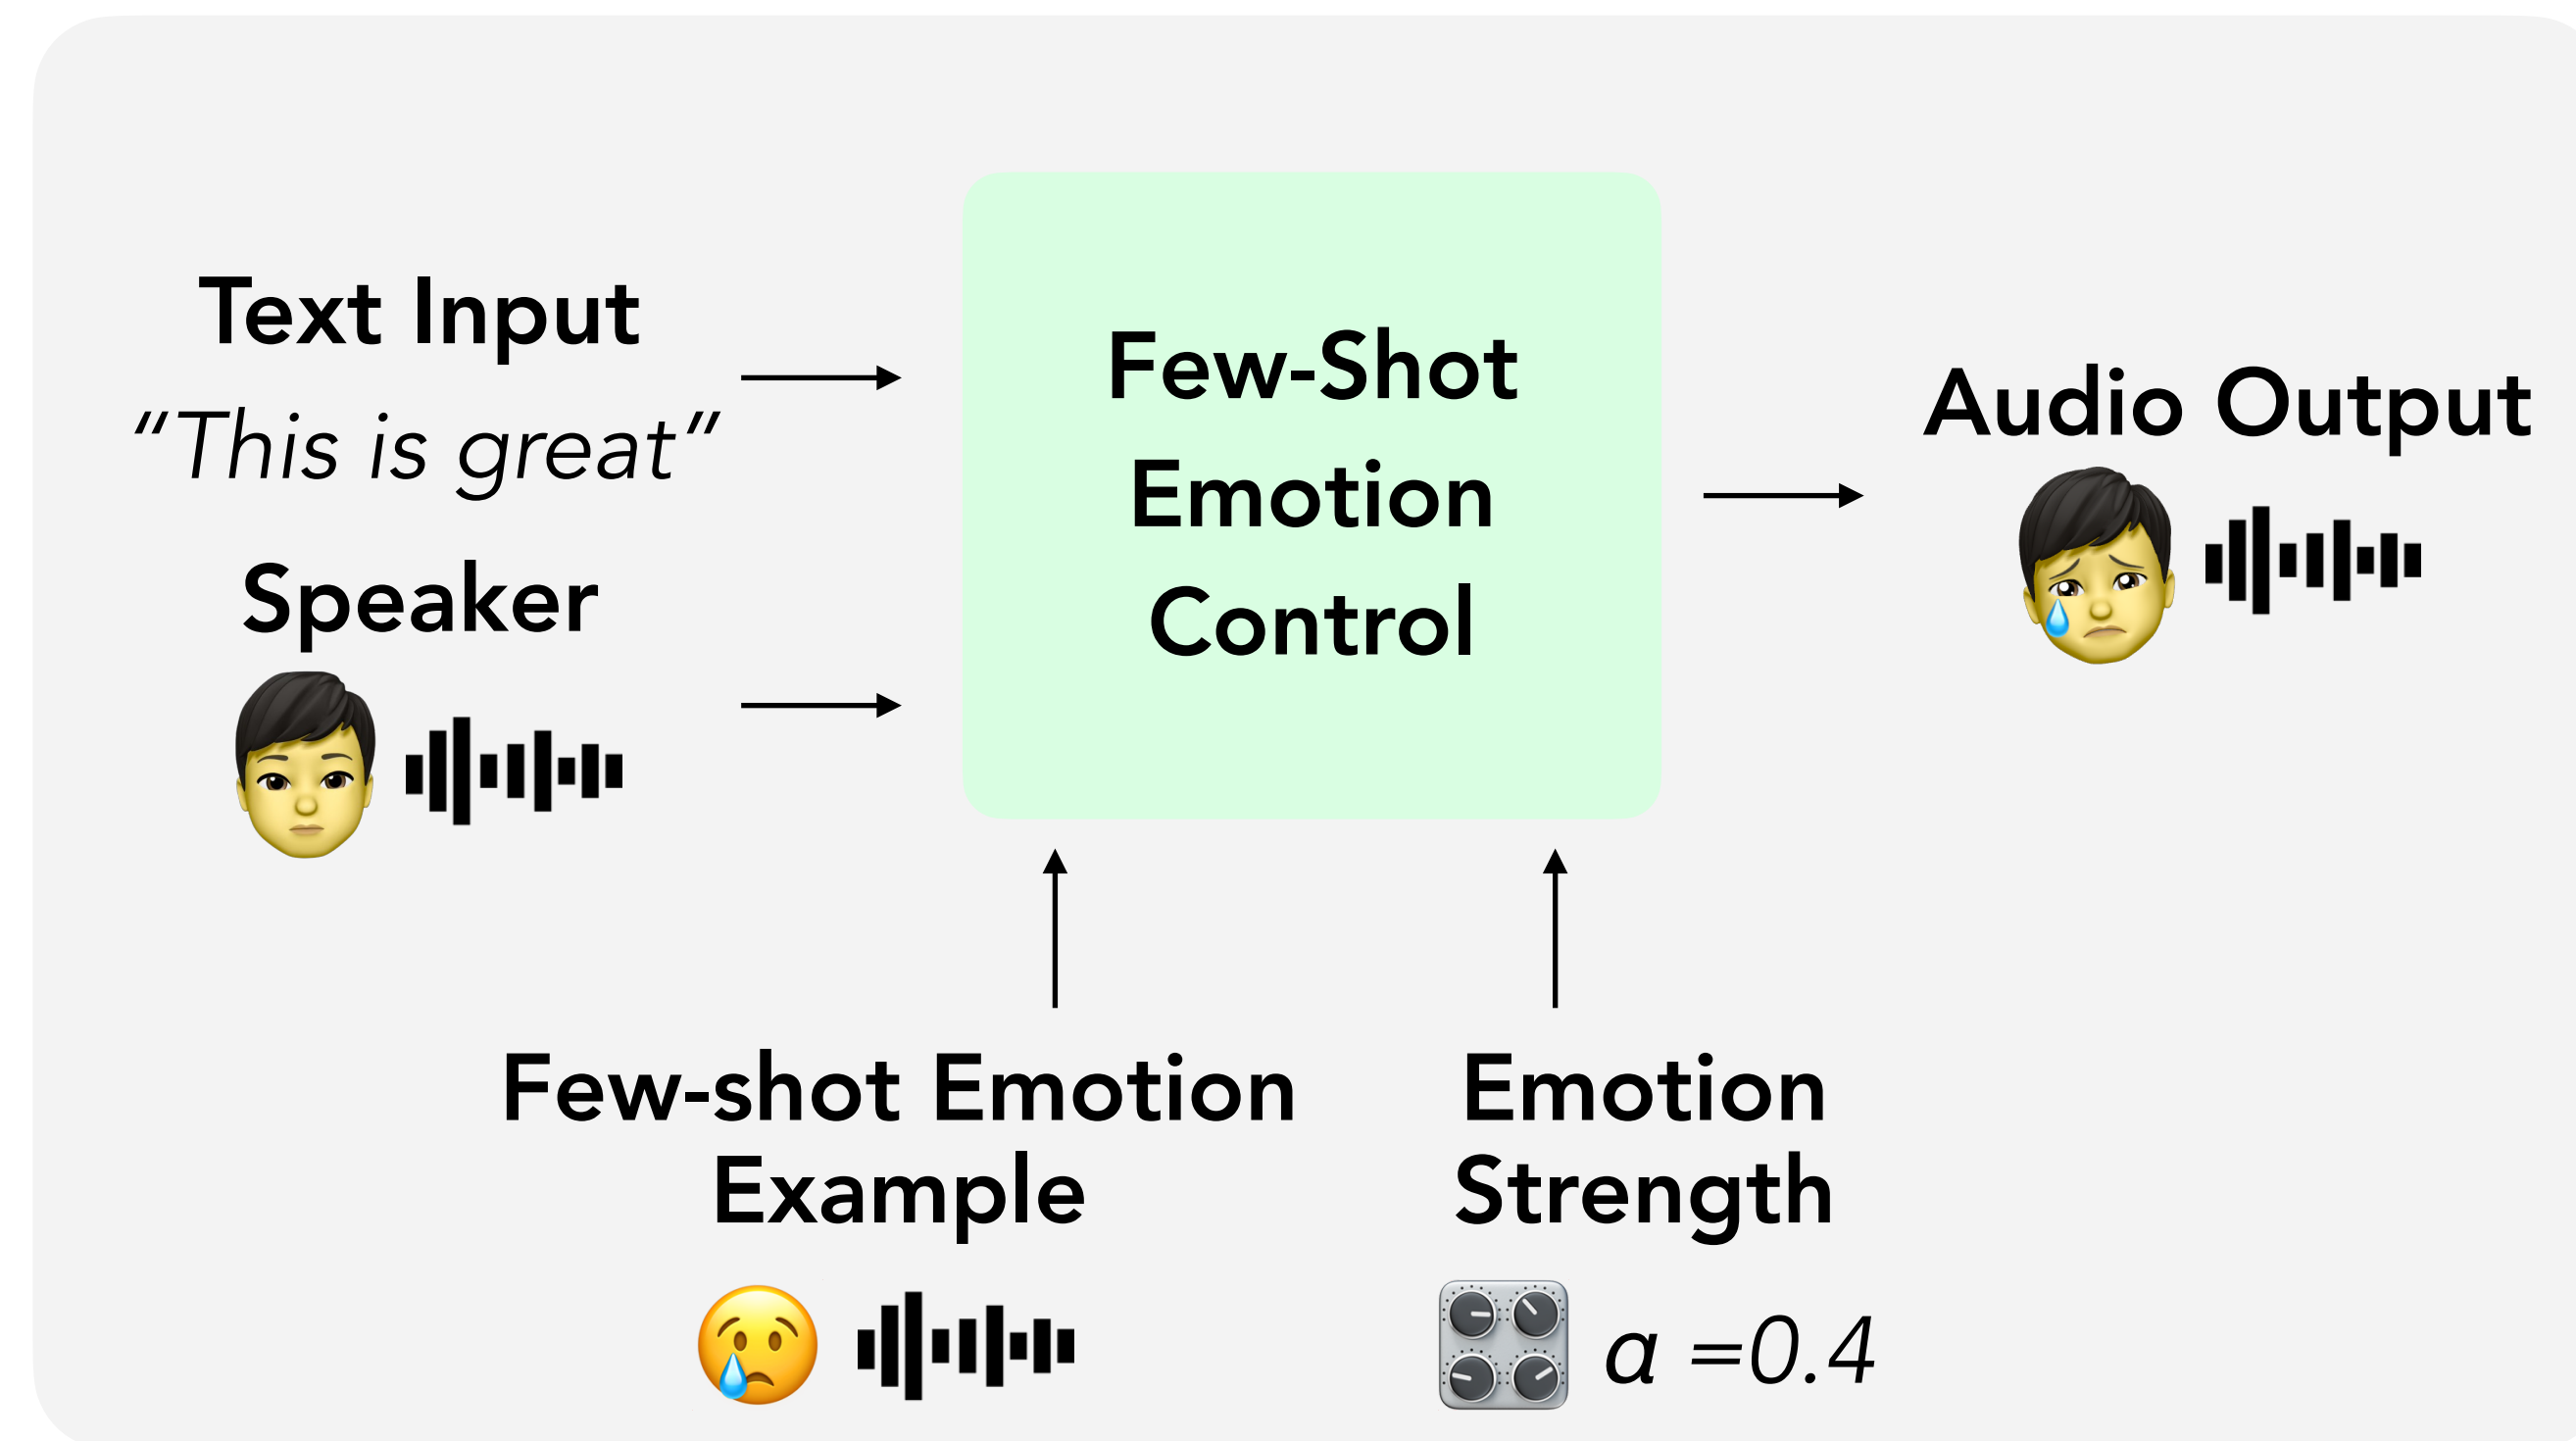 Text Input
“This is great”
Speaker
Few-Shot
Emotion
Control
Audio Output
Few-shot Emotion
Example
Emotion
Strength
α =0.4